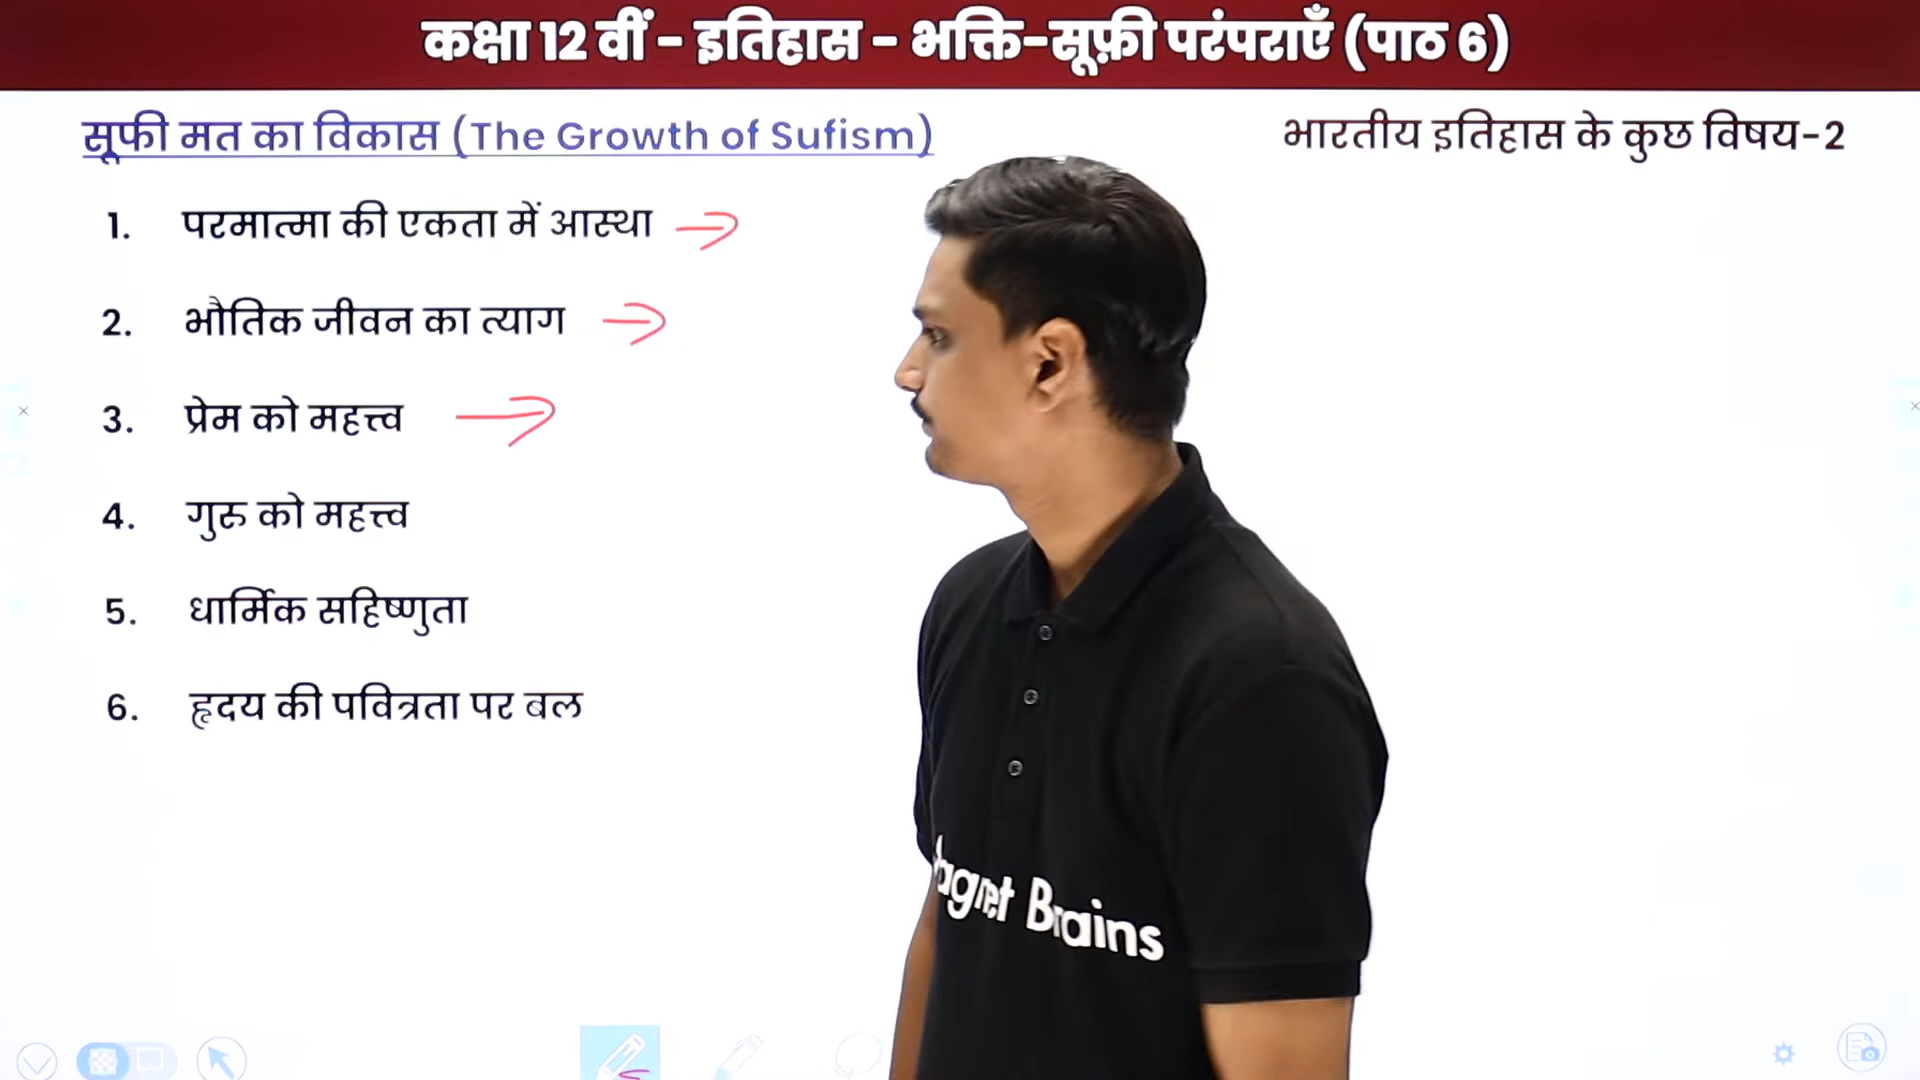 कक्षा 12 वीं - इतिहास - भक्ति-सूफ़ी परंपराएँ (पाठ 6)
सूफी मत का विकास (The Growth of Sufism)
भारतीय इतिहास के कुछ विषय-2
1. परमात्मा की एकता में आस्था
2. भौतिक जीवन का त्याग
3. प्रेम को महत्त्व
4. गुरु को महत्त्व
5. धार्मिक सहिष्णुता
6. हृदय की पवित्रता पर बल
agnet Brains